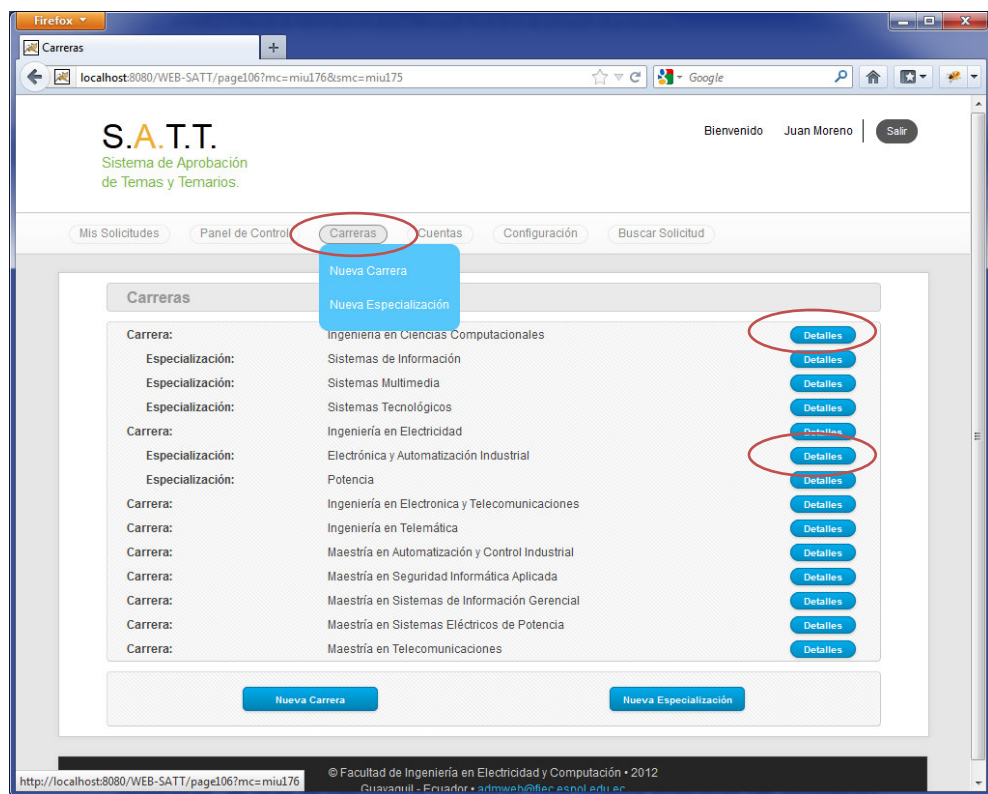 Firefox
Carreras
localhost:8080/WEB-SATT/page106?mc=miu176&smc=miu175
Google
S.A.T.T.
Sistema de Aprobación
de Temas y Temarios.
Bienvenido Juan Moreno Salir
Mis Solicitudes Panel de Control Carreras Cuentas Configuración Buscar Solicitud
Nueva Carrera
Nueva Especialización
Carreras
Carrera: Ingeniería en Ciencias Computacionales Detalles
Especialización: Sistemas de Información Detalles
Especialización: Sistemas Multimedia Detalles
Especialización: Sistemas Tecnológicos Detalles
Carrera: Ingeniería en Electricidad Detalles
Especialización: Electrónica y Automatización Industrial Detalles
Especialización: Potencia Detalles
Carrera: Ingeniería en Electronica y Telecomunicaciones Detalles
Carrera: Ingeniería en Telemática Detalles
Carrera: Maestría en Automatización y Control Industrial Detalles
Carrera: Maestría en Seguridad Informática Aplicada Detalles
Carrera: Maestría en Sistemas de Información Gerencial Detalles
Carrera: Maestría en Sistemas Eléctricos de Potencia Detalles
Carrera: Maestría en Telecomunicaciones Detalles
Nueva Carrera Nueva Especialización
© Facultad de Ingeniería en Electricidad y Computación • 2012
Guayaquil - Ecuador • admweb@fiec.espol.edu.ec
http://localhost:8080/WEB-SATT/page106?mc=miu176